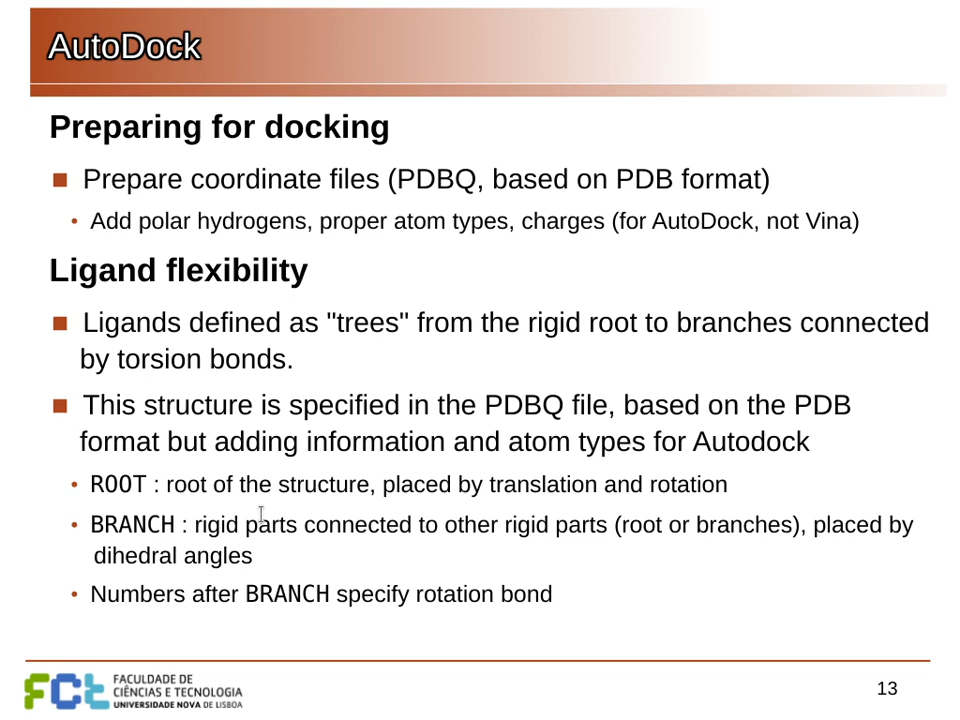 AutoDock
Preparing for docking
Prepare coordinate files (PDBQ, based on PDB format)
• Add polar hydrogens, proper atom types, charges (for AutoDock, not Vina)
Ligand flexibility
Ligands defined as "trees" from the rigid root to branches connected
by torsion bonds.
This structure is specified in the PDBQ file, based on the PDB
format but adding information and atom types for Autodock
• ROOT : root of the structure, placed by translation and rotation
• BRANCH : rigid parts connected to other rigid parts (root or branches), placed by
dihedral angles
• Numbers after BRANCH specify rotation bond
FCt
FACULDADE DE
CIÊNCIAS E TECNOLOGIA
UNIVERSIDADE NOVA DE LISBOA
13